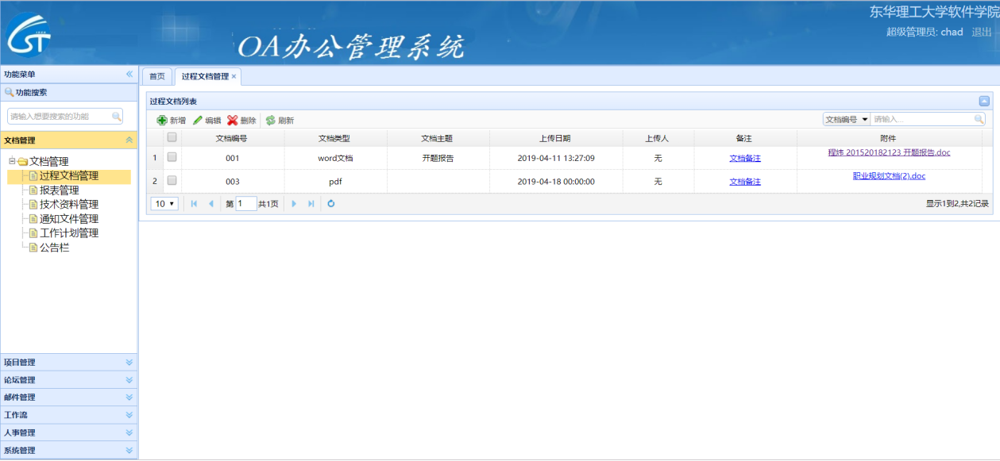 东华理工大学软件学院
OA办公管理系统
超级管理员: chad 退出
功能菜单
功能搜索
请输入想要搜索的功能
文档管理
文档管理
过程文档管理
报表管理
技术资料管理
通知文件管理
工作计划管理
公告栏
项目管理
论坛管理
邮件管理
工作流
人事管理
系统管理
首页 过程文档管理
过程文档列表
新增 编辑 删除 刷新 文档编号 请输入...
文档编号 文档类型 文档主题 上传日期 上传人 备注 附件
1 001 word文档 开题报告 2019-04-11 13:27:09 无 文档备注 程炜 201520182123 开题报告.doc
2 003 pdf 2019-04-18 00:00:00 无 文档备注 职业规划文档(2).doc
10 第 1 共1页 显示1到2,共2记录